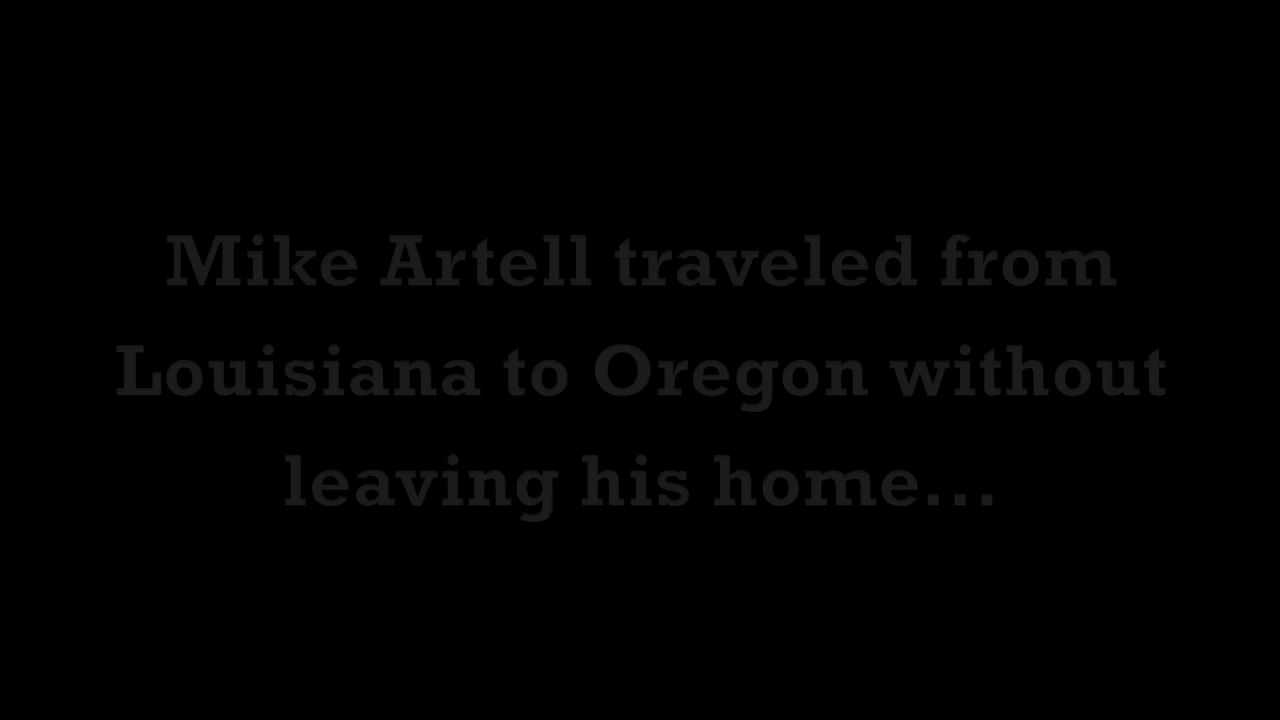 Mike Artell traveled from
Louisiana to Oregon without
leaving his home...